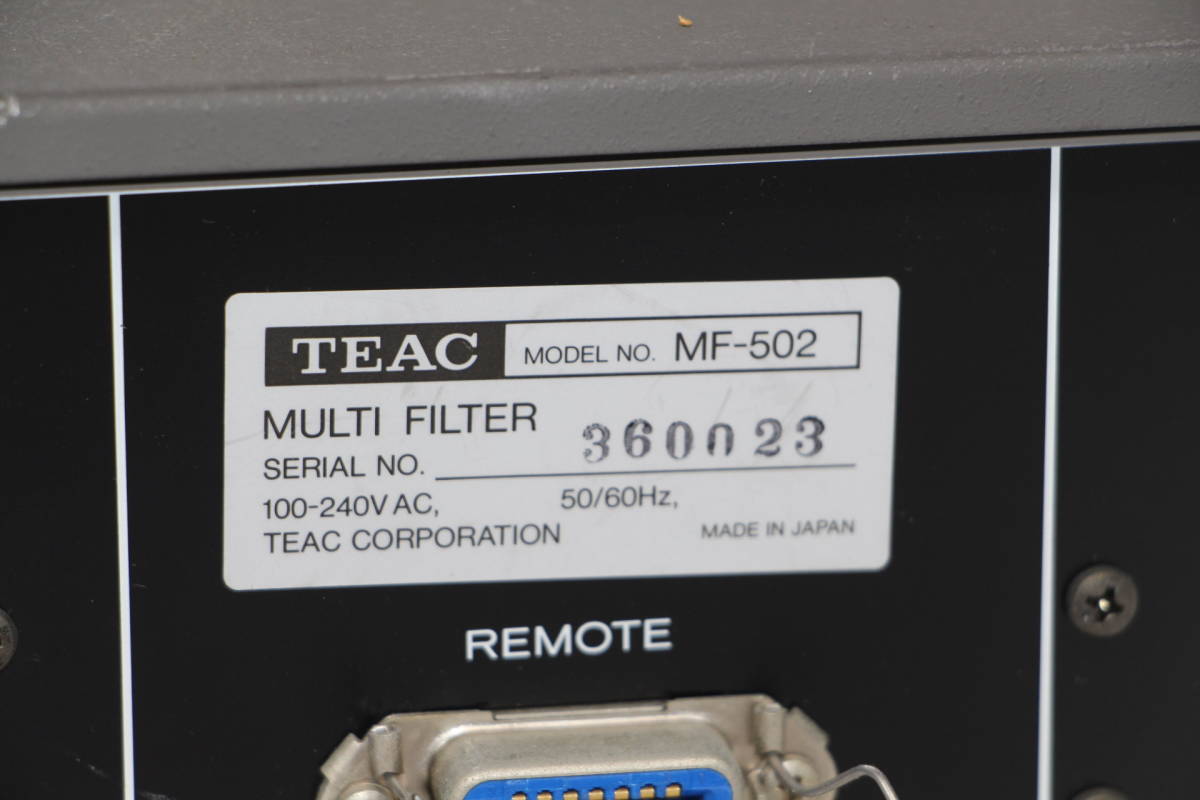 TEAC MODEL NO. MF-502
MULTI FILTER
SERIAL NO. 360023
100-240V AC, 50/60Hz,
TEAC CORPORATION MADE IN JAPAN
REMOTE